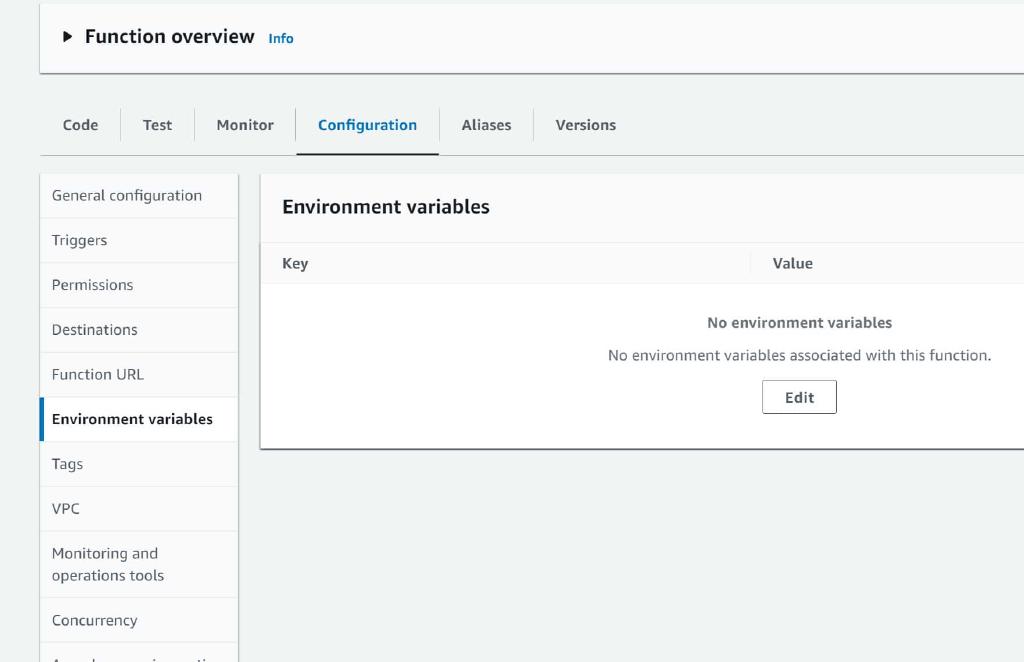 Function overview Info
Code Test Monitor Configuration Aliases Versions
General configuration
Triggers
Permissions
Destinations
Function URL
Environment variables
Tags
VPC
Monitoring and
operations tools
Concurrency
Environment variables
Key Value
No environment variables
No environment variables associated with this function.
Edit